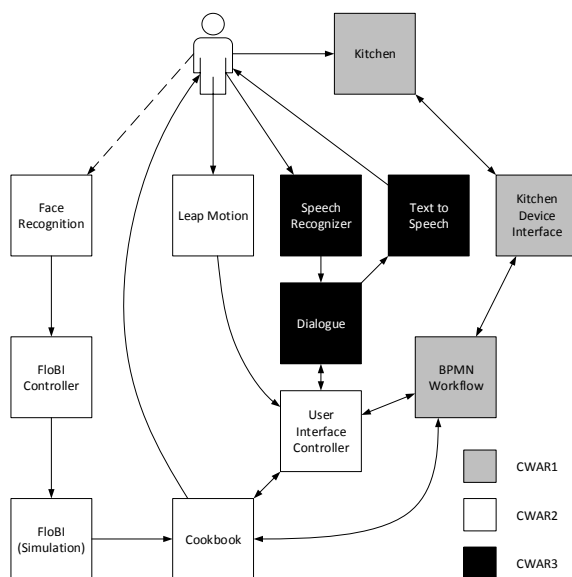 Kitchen
Face
Recognition
Leap Motion
Speech
Recognizer
Text to
Speech
Kitchen
Device
Interface
Dialogue
FloBI
Controller
BPMN
Workflow
User
Interface
Controller
CWAR1
FloBI
(Simulation)
Cookbook
CWAR2
CWAR3